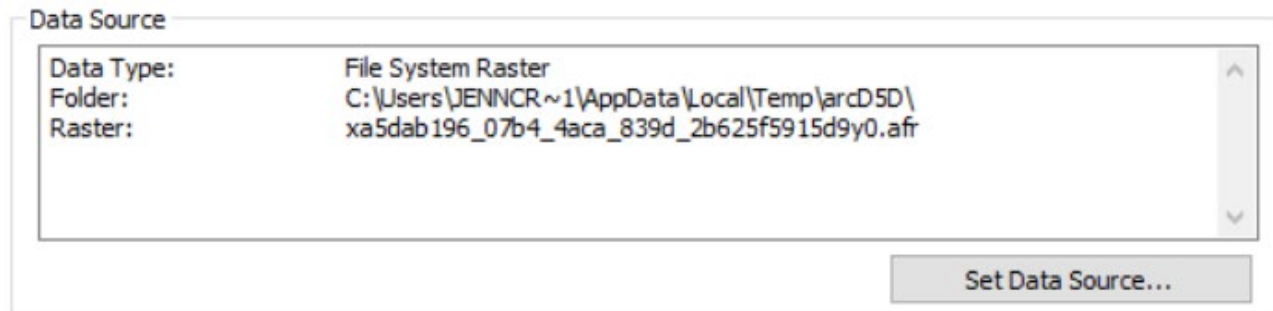 Data Source
Data Type: File System Raster
Folder: C:\Users\JENNCR~1\AppData\Local\Temp\arcD5D\
Raster: xa5dab196_07b4_4aca_839d_2b625f5915d9y0.afr
Set Data Source...